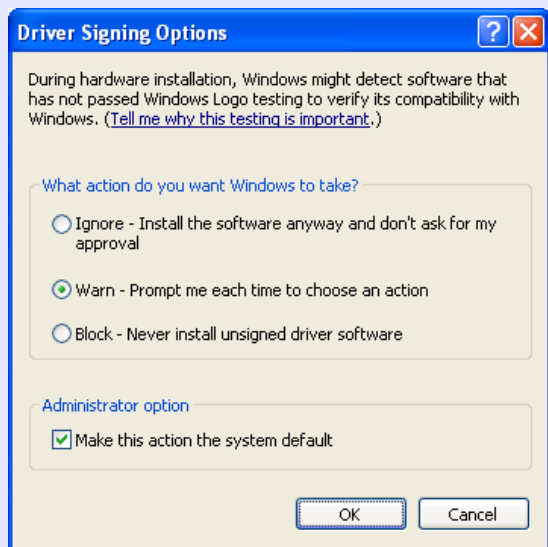 Driver Signing Options
During hardware installation, Windows might detect software that
has not passed Windows Logo testing to verify its compatibility with
Windows. (Tell me why this testing is important.)
What action do you want Windows to take?
Ignore - Install the software anyway and don't ask for my
approval
Warn - Prompt me each time to choose an action
Block - Never install unsigned driver software
Administrator option
Make this action the system default
OK
Cancel